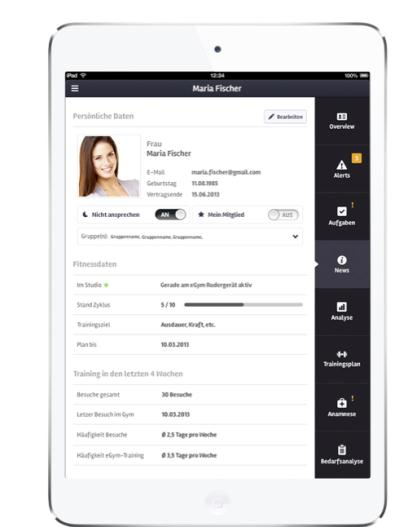 iPad 12:34 100%
Maria Fischer
Persönliche Daten Bearbeiten
Frau
Maria Fischer
E-Mail maria.fischer@gmail.com
Geburtstag 11.08.1985
Vertragsende 15.06.2013
Nicht ansprechen AN Mein Mitglied AUS
Gruppe(n): Gruppenname, Gruppenname, Gruppenname,
Fitnessdaten
Im Studio Gerade am eGym Rudergerät aktiv
Stand Zyklus 5 / 10
Trainingsziel Ausdauer, Kraft, etc.
Plan bis 10.03.2013
Training in den letzten 4 Wochen
Besuche gesamt 30 Besuche
Letzer Besuch im Gym 10.03.2013
Häufigkeit Besuche Ø 2,5 Tage pro Woche
Häufigkeit eGym-Training Ø 3,5 Tage pro Woche
Overview
Alerts
Aufgaben !
News
Analyse
Trainingsplan
Anamnese !
Bedarfsanalyse